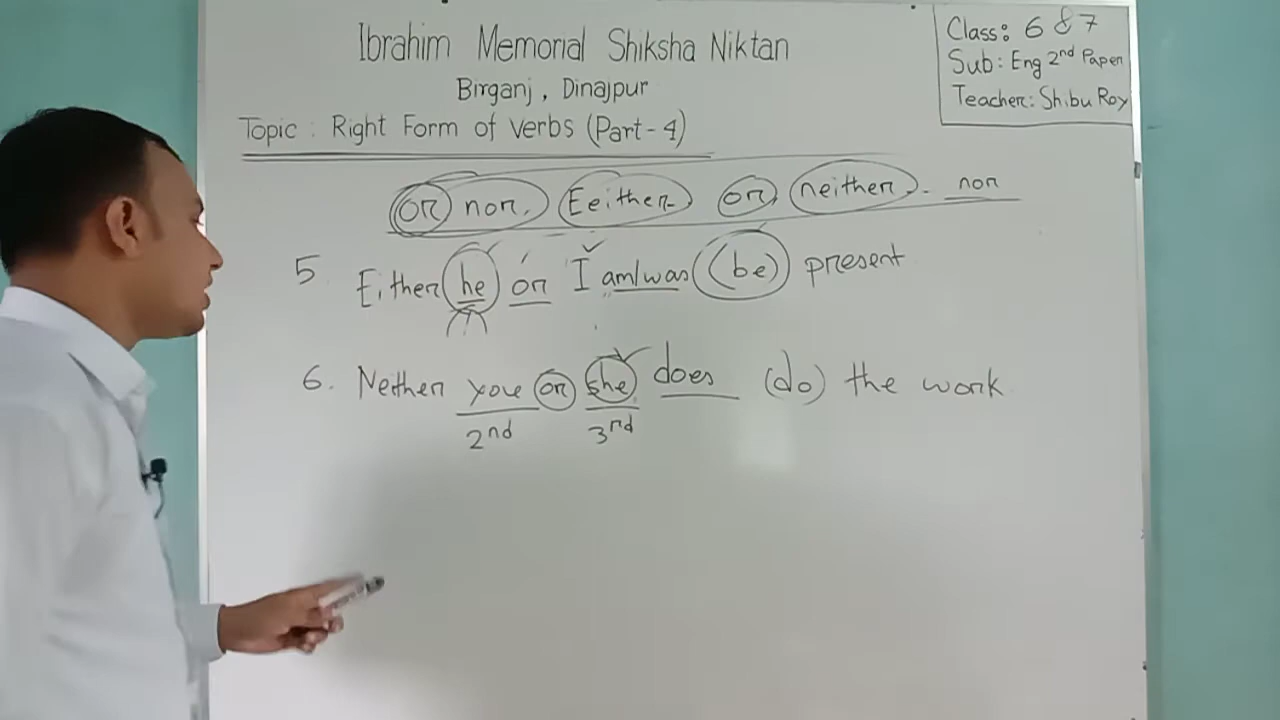 Ibrahim Memorial Shiksha Niktan
Birganj, Dinajpur
Class: 6 & 7
Sub: Eng 2nd Paper
Teacher: Shibu Roy
Topic: Right Form of Verbs (Part-4)
or nor, Eeither or neither - nor
5 Either he or I am/was (be) present
6. Neither you or she does (do) the work
2nd 3rd